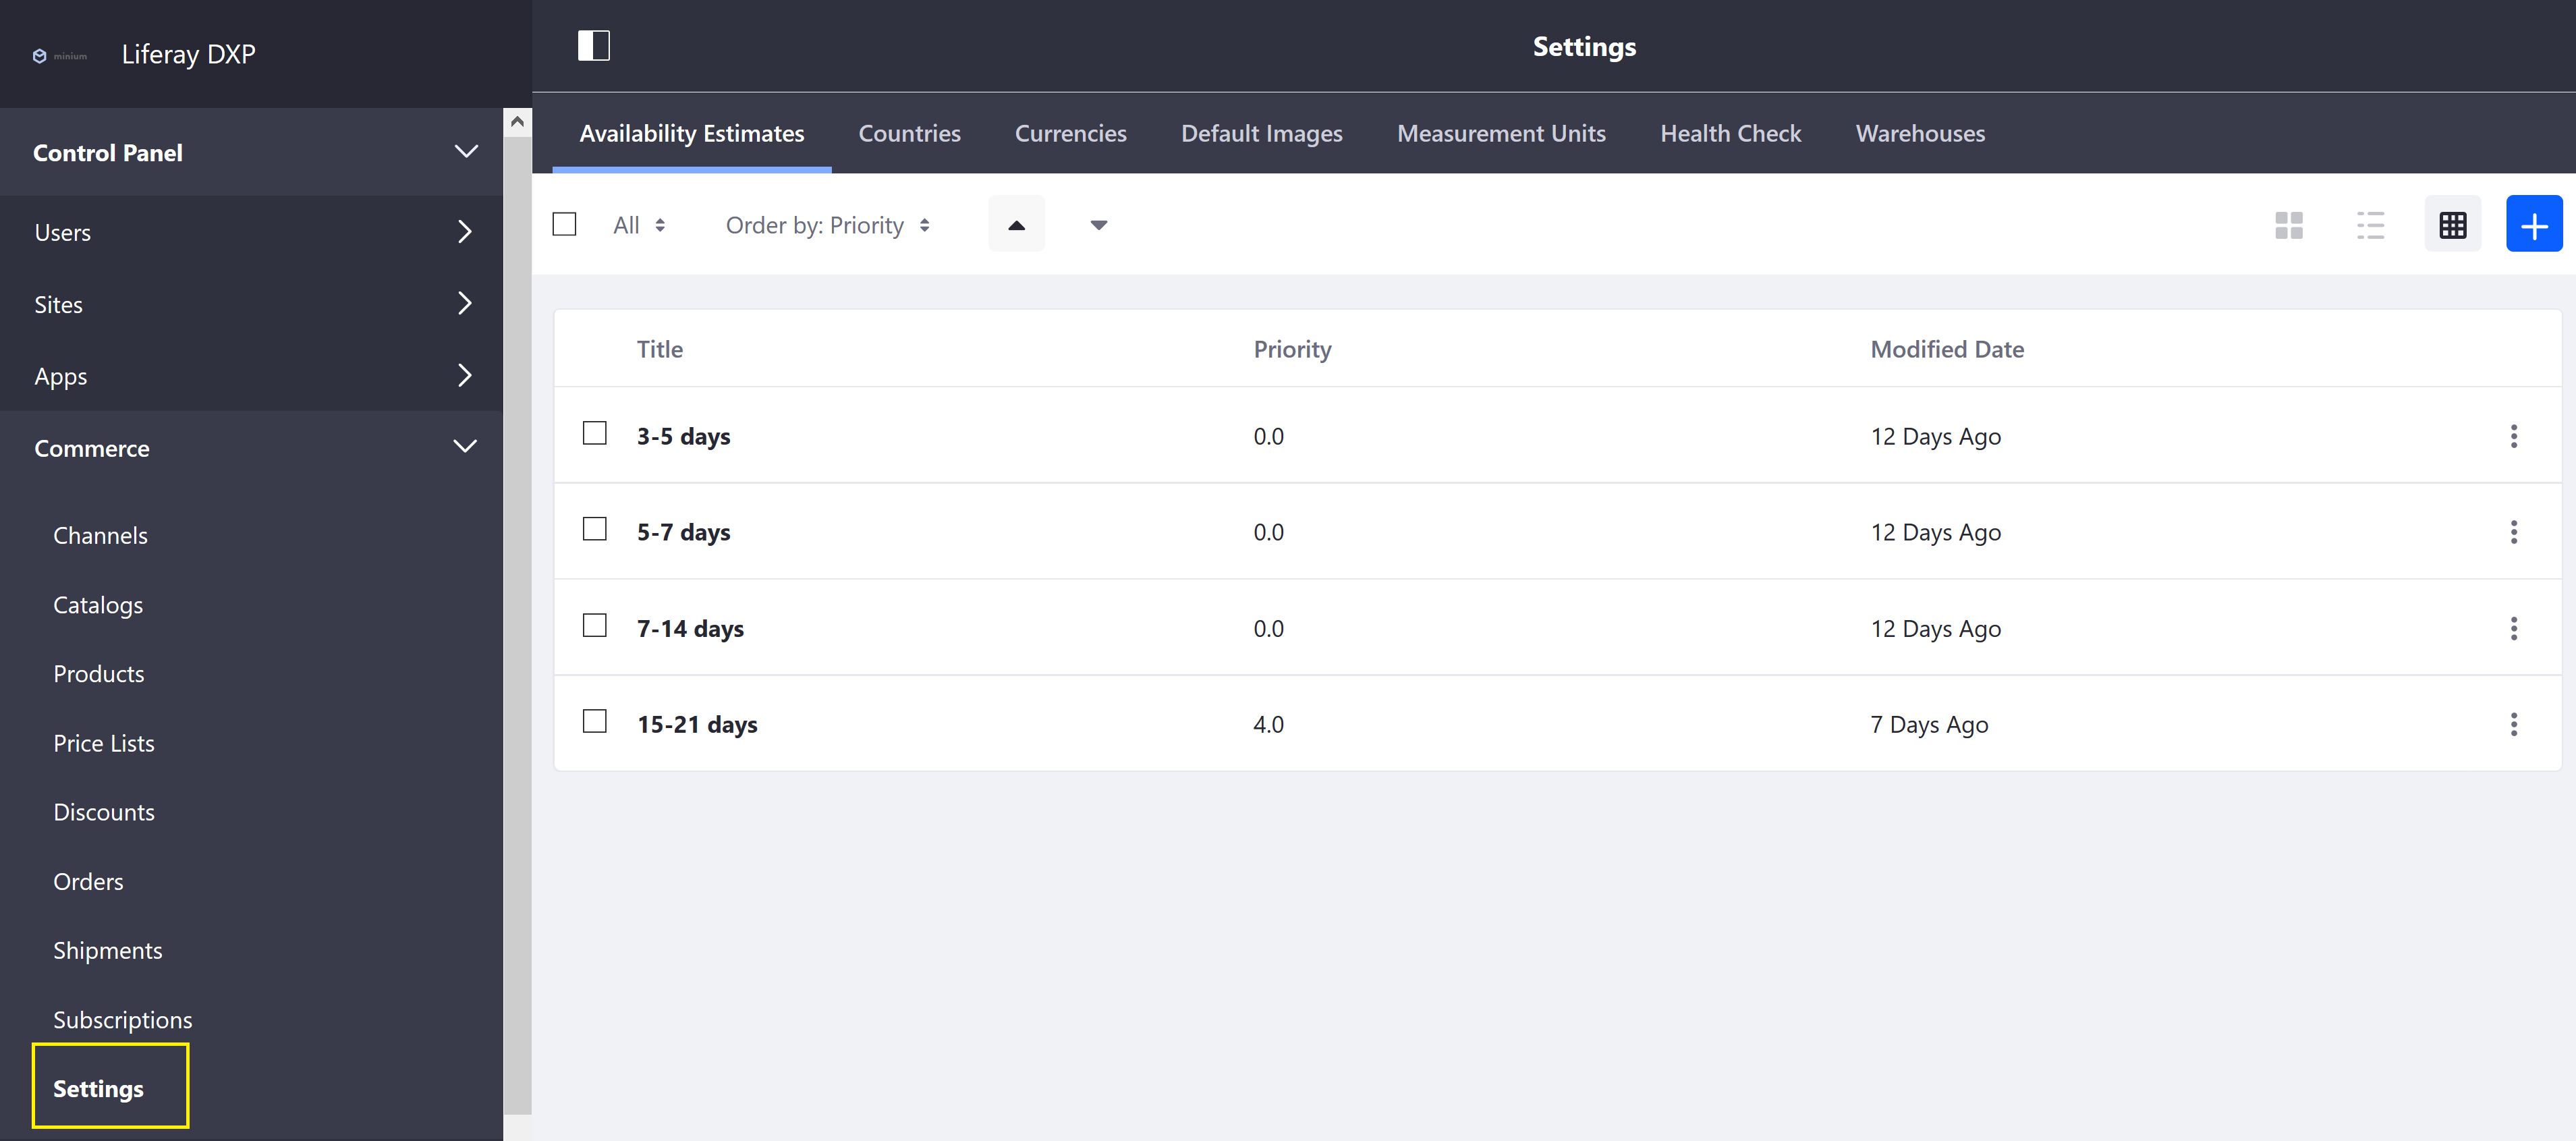 minium Liferay DXP
Control Panel
Users
Sites
Apps
Commerce
Channels
Catalogs
Products
Price Lists
Discounts
Orders
Shipments
Subscriptions
Settings
Settings
Availability Estimates Countries Currencies Default Images Measurement Units Health Check Warehouses
All Order by: Priority
Title Priority Modified Date
3-5 days 0.0 12 Days Ago
5-7 days 0.0 12 Days Ago
7-14 days 0.0 12 Days Ago
15-21 days 4.0 7 Days Ago